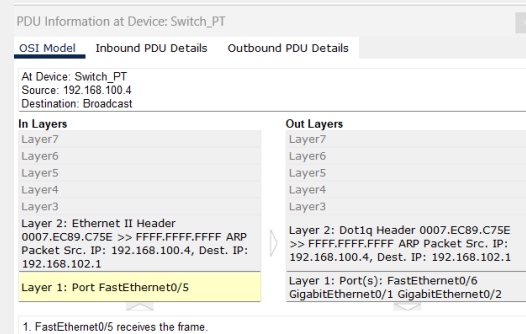 PDU Information at Device: Switch_PT
OSI Model Inbound PDU Details Outbound PDU Details
At Device: Switch_PT
Source: 192.168.100.4
Destination: Broadcast
In Layers
Layer7
Layer6
Layer5
Layer4
Layer3
Layer 2: Ethernet II Header
0007.EC89.C75E >> FFFF.FFFF.FFFF ARP
Packet Src. IP: 192.168.100.4, Dest. IP:
192.168.102.1
Layer 1: Port FastEthernet0/5
Out Layers
Layer7
Layer6
Layer5
Layer4
Layer3
Layer 2: Dot1q Header 0007.EC89.C75E
>> FFFF.FFFF.FFFF ARP Packet Src. IP:
192.168.100.4, Dest. IP: 192.168.102.1
Layer 1: Port(s): FastEthernet0/6
GigabitEthernet0/1 GigabitEthernet0/2
1. FastEthernet0/5 receives the frame.